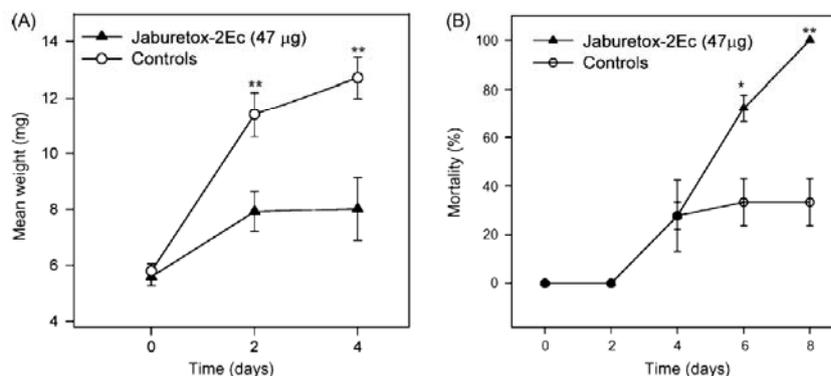 (A)
Jaburetox-2Ec (47 µg)
Controls
14
12
10
8
6
4
Mean weight (mg)
**
**
0 2 4
Time (days)
(B)
Jaburetox-2Ec (47µg)
Controls
100
80
60
40
20
0
Mortality (%)
*
**
0 2 4 6 8
Time (days)